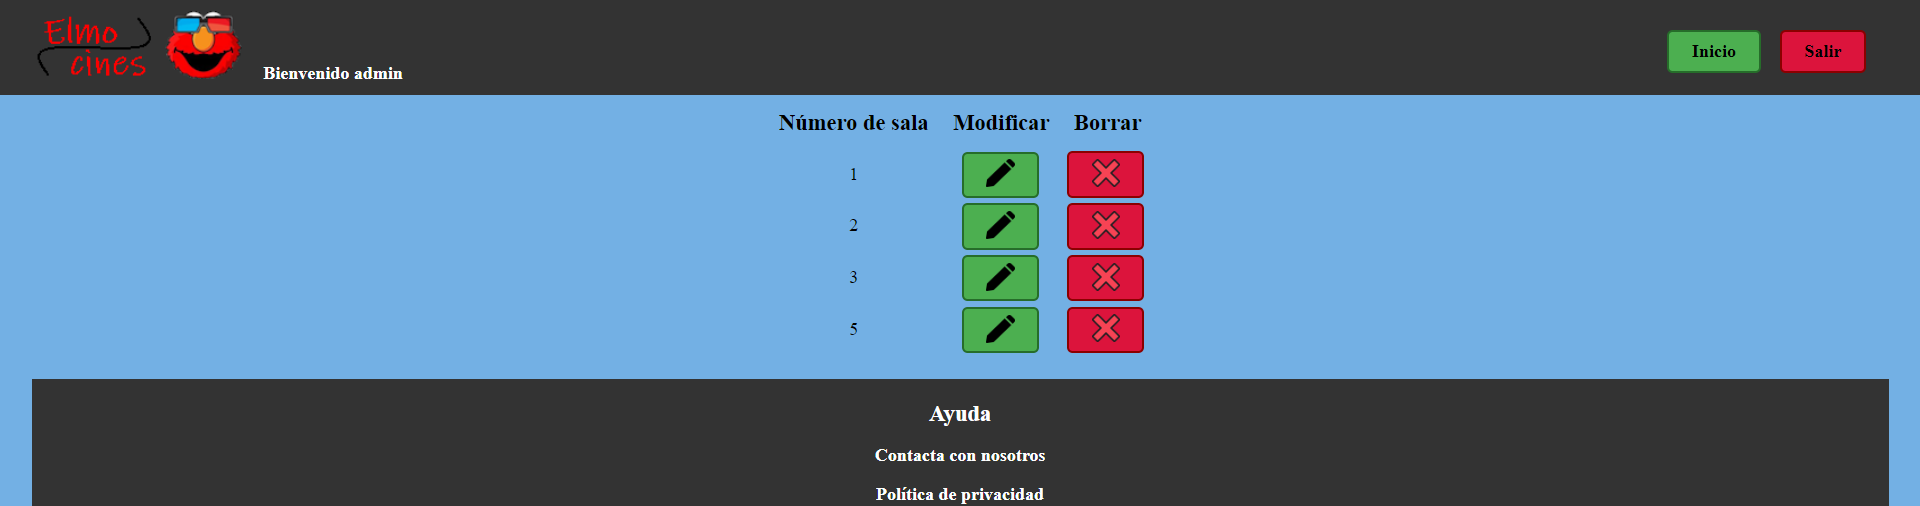 Elmo
cines
Bienvenido admin
Inicio
Salir
Número de sala Modificar Borrar
1
2
3
5
Ayuda
Contacta con nosotros
Política de privacidad